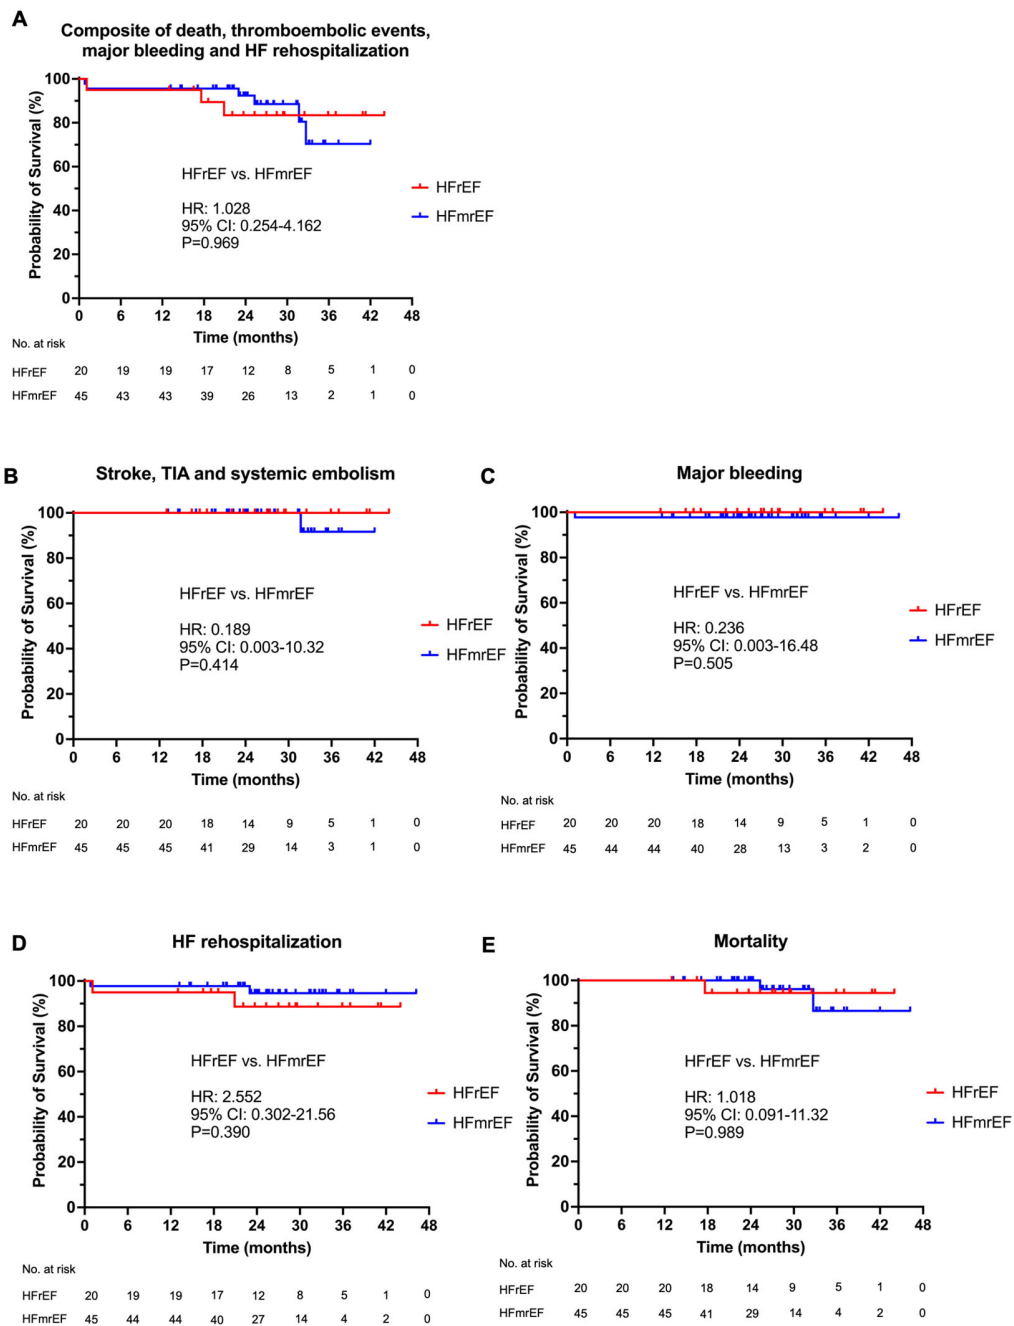 A
Composite of death, thromboembolic events,
major bleeding and HF rehospitalization
Probability of Survival (%)
100
80
60
40
20
0
HFrEF vs. HFmrEF
HR: 1.028
95% CI: 0.254-4.162
P=0.969
HFrEF
HFmrEF
0 6 12 18 24 30 36 42 48
Time (months)
No. at risk
HFrEF 20 19 19 17 12 8 5 1 0
HFmrEF 45 43 43 39 26 13 2 1 0
B
Stroke, TIA and systemic embolism
Probability of Survival (%)
100
80
60
40
20
0
HFrEF vs. HFmrEF
HR: 0.189
95% CI: 0.003-10.32
P=0.414
HFrEF
HFmrEF
0 6 12 18 24 30 36 42 48
Time (months)
No. at risk
HFrEF 20 20 20 18 14 9 5 1 0
HFmrEF 45 45 45 41 29 14 3 1 0
C
Major bleeding
Probability of Survival (%)
100
80
60
40
20
0
HFrEF vs. HFmrEF
HR: 0.236
95% CI: 0.003-16.48
P=0.505
HFrEF
HFmrEF
0 6 12 18 24 30 36 42 48
Time (months)
No. at risk
HFrEF 20 20 20 18 14 9 5 1 0
HFmrEF 45 44 44 40 28 13 3 2 0
D
HF rehospitalization
Probability of Survival (%)
100
80
60
40
20
0
HFrEF vs. HFmrEF
HR: 2.552
95% CI: 0.302-21.56
P=0.390
HFrEF
HFmrEF
0 6 12 18 24 30 36 42 48
Time (months)
No. at risk
HFrEF 20 19 19 17 12 8 5 1 0
HFmrEF 45 44 44 40 27 14 4 2 0
E
Mortality
Probability of Survival (%)
100
80
60
40
20
0
HFrEF vs. HFmrEF
HR: 1.018
95% CI: 0.091-11.32
P=0.989
HFrEF
HFmrEF
0 6 12 18 24 30 36 42 48
Time (months)
No. at risk
HFrEF 20 20 20 18 14 9 5 1 0
HFmrEF 45 45 45 41 29 14 4 2 0